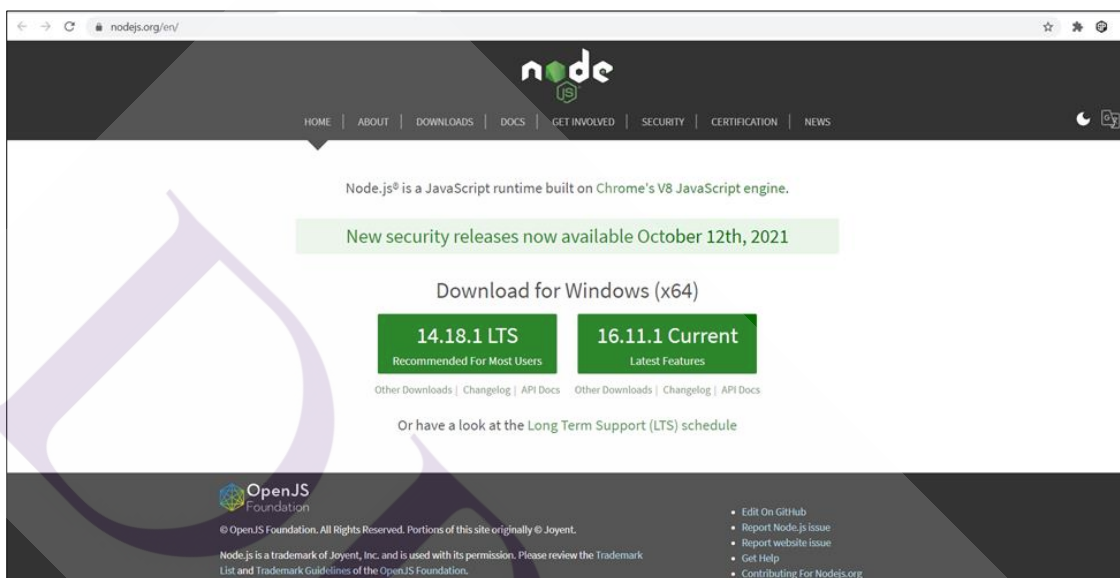 nodejs.org/en/
node
JS
HOME | ABOUT | DOWNLOADS | DOCS | GET INVOLVED | SECURITY | CERTIFICATION | NEWS
Node.js® is a JavaScript runtime built on Chrome's V8 JavaScript engine.
New security releases now available October 12th, 2021
Download for Windows (x64)
14.18.1 LTS
Recommended For Most Users
16.11.1 Current
Latest Features
Other Downloads | Changelog | API Docs
Other Downloads | Changelog | API Docs
Or have a look at the Long Term Support (LTS) schedule
OpenJS
Foundation
© OpenJS Foundation. All Rights Reserved. Portions of this site originally © Joyent.
Node.js is a trademark of Joyent, Inc. and is used with its permission. Please review the Trademark
List and Trademark Guidelines of the OpenJS Foundation.
• Edit On GitHub
• Report Node.js issue
• Report website issue
• Get Help
• Contributing For Nodejs.org